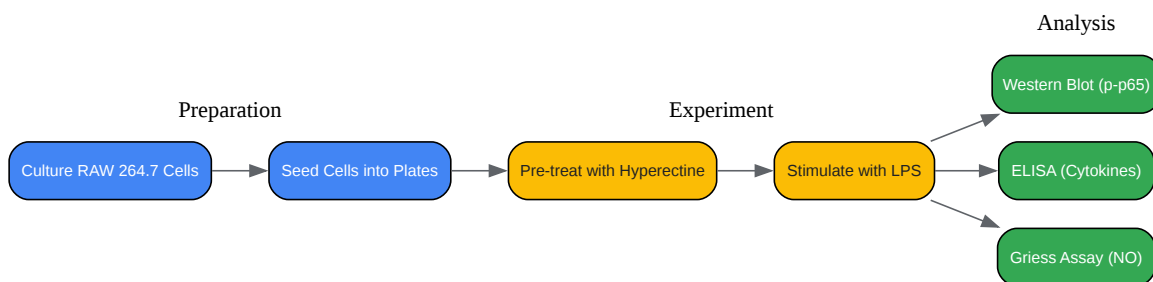 Preparation
Culture RAW 264.7 Cells
Seed Cells into Plates
Experiment
Pre-treat with Hyperectine
Stimulate with LPS
Analysis
Western Blot (p-p65)
ELISA (Cytokines)
Griess Assay (NO)